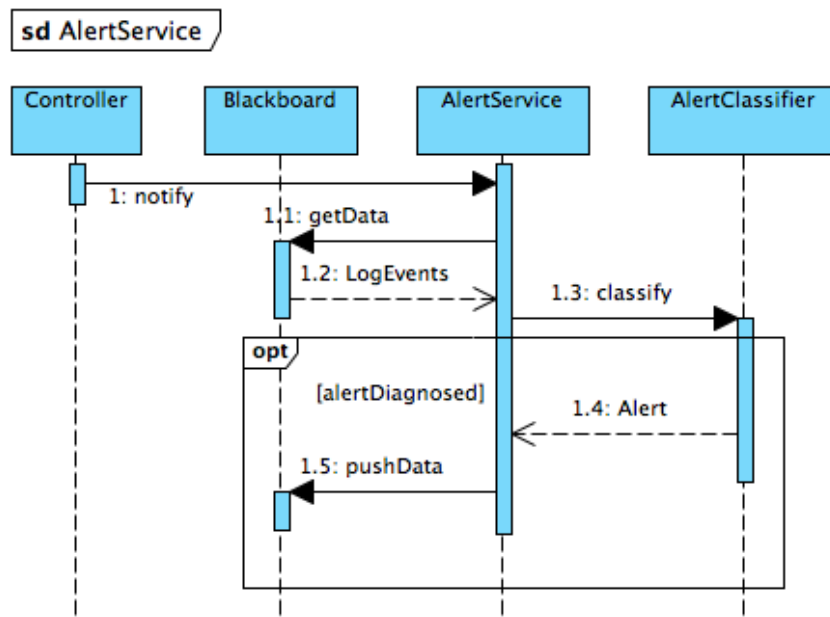 sd AlertService
Controller
Blackboard
AlertService
AlertClassifier
1: notify
1.1: getData
1.2: LogEvents
1.3: classify
opt
[alertDiagnosed]
1.4: Alert
1.5: pushData